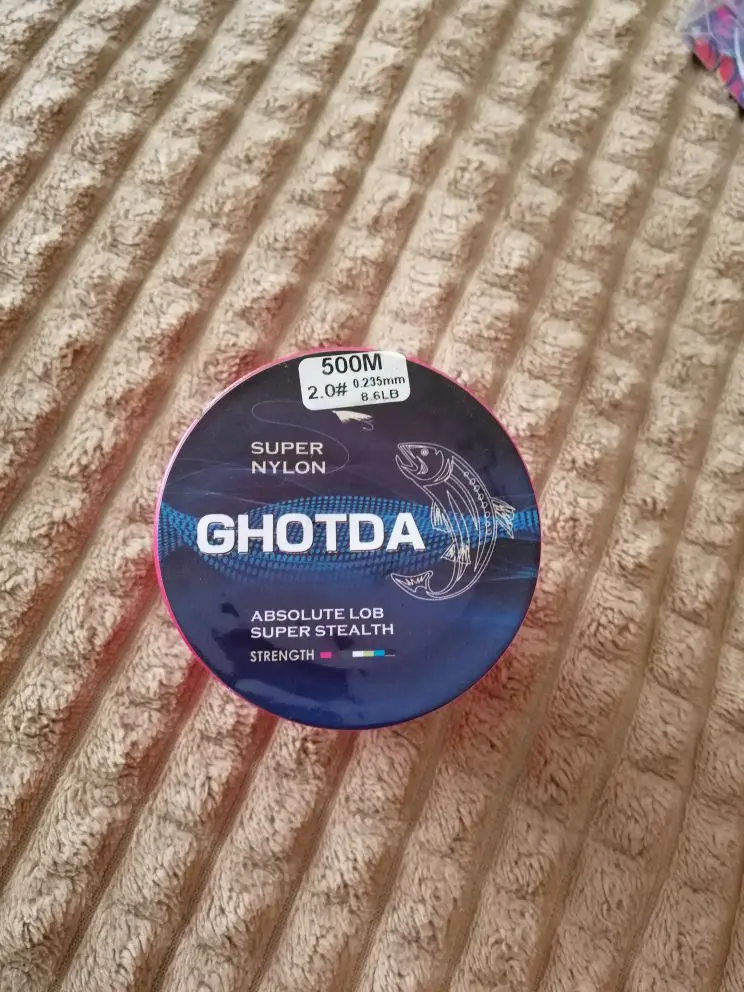 500M
2.0# 0.235mm
8.6LB
SUPER
NYLON
GHOTDA
ABSOLUTE LOB
SUPER STEALTH
STRENGTH